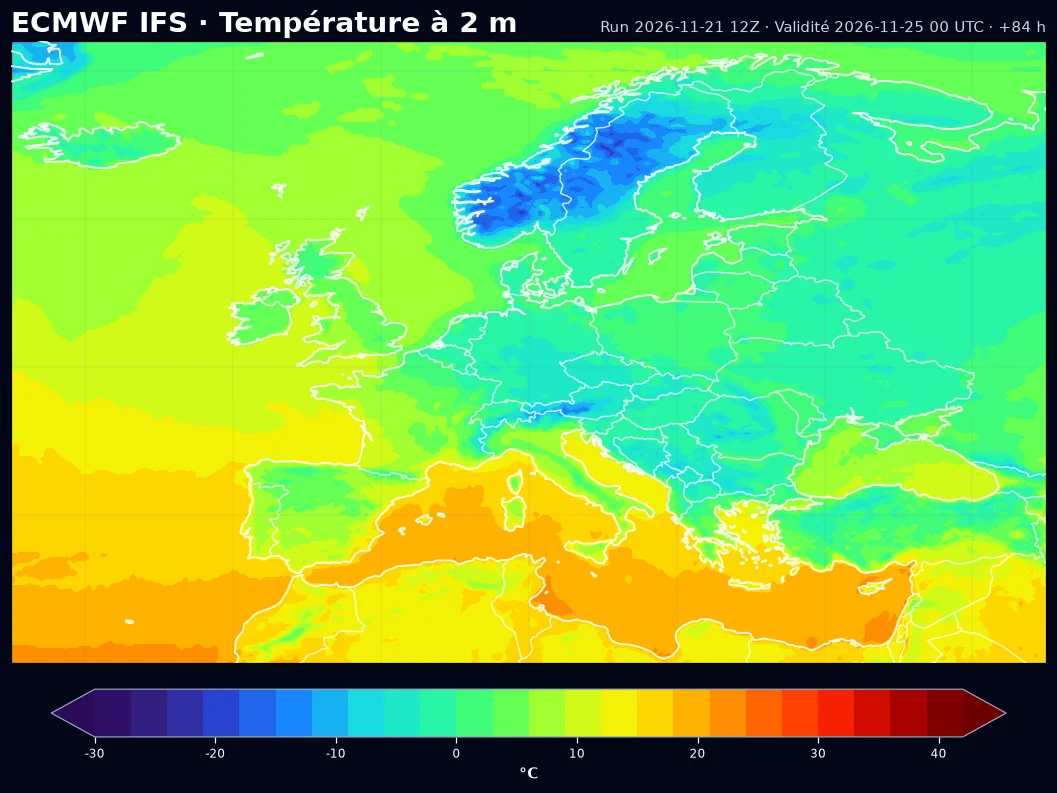 ECMWF IFS · Température à 2 m
Run 2026-11-21 12Z · Validité 2026-11-25 00 UTC · +84 h
-30 -20 -10 0 10 20 30 40
°C